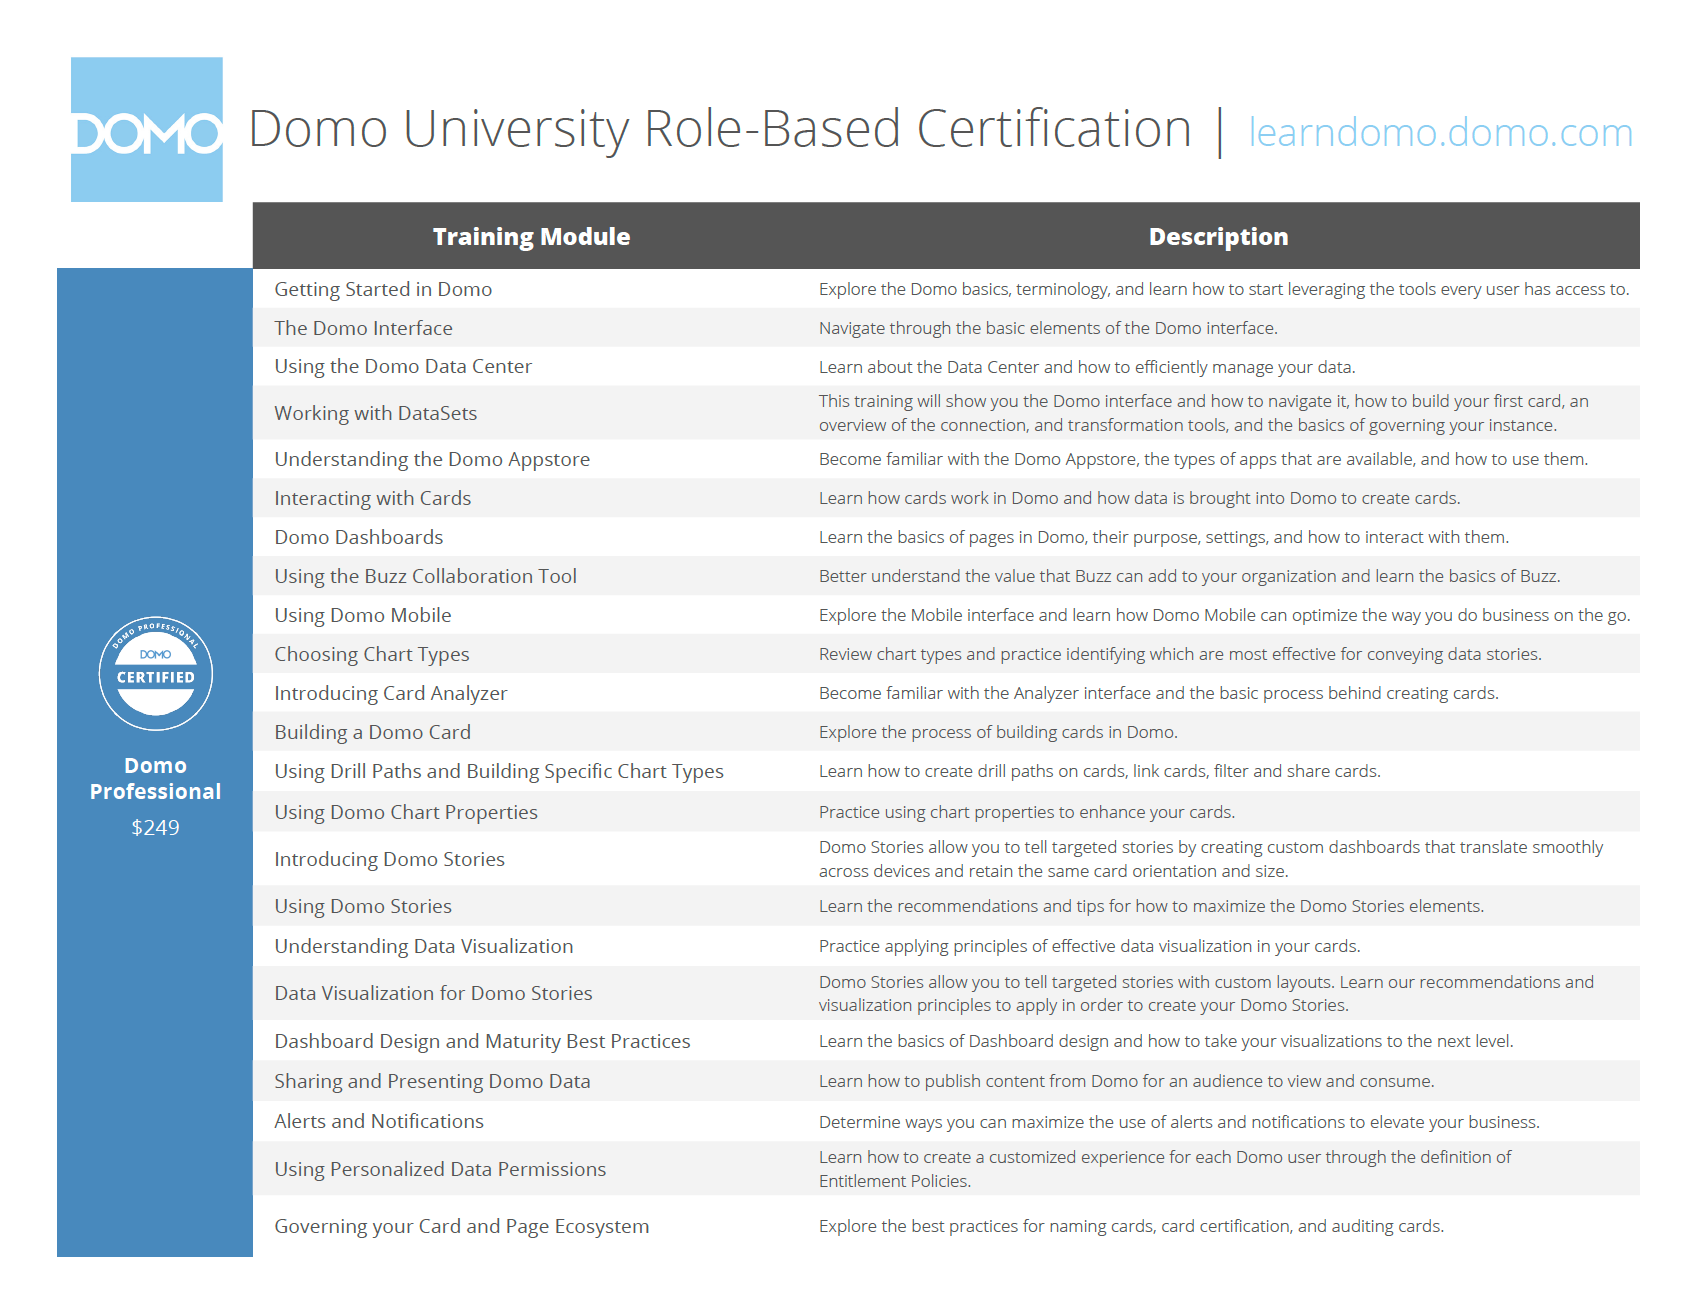 DOMO
Domo University Role-Based Certification | learndomo.domo.com
Training Module
Description
Getting Started in Domo
Explore the Domo basics, terminology, and learn how to start leveraging the tools every user has access to.
The Domo Interface
Navigate through the basic elements of the Domo interface.
Using the Domo Data Center
Learn about the Data Center and how to efficiently manage your data.
Working with DataSets
This training will show you the Domo interface and how to navigate it, how to build your first card, an
overview of the connection, and transformation tools, and the basics of governing your instance.
Understanding the Domo Appstore
Become familiar with the Domo Appstore, the types of apps that are available, and how to use them.
Interacting with Cards
Learn how cards work in Domo and how data is brought into Domo to create cards.
Domo Dashboards
Learn the basics of pages in Domo, their purpose, settings, and how to interact with them.
Using the Buzz Collaboration Tool
Better understand the value that Buzz can add to your organization and learn the basics of Buzz.
Using Domo Mobile
Explore the Mobile interface and learn how Domo Mobile can optimize the way you do business on the go.
Choosing Chart Types
Review chart types and practice identifying which are most effective for conveying data stories.
Introducing Card Analyzer
Become familiar with the Analyzer interface and the basic process behind creating cards.
Building a Domo Card
Explore the process of building cards in Domo.
Using Drill Paths and Building Specific Chart Types
Learn how to create drill paths on cards, link cards, filter and share cards.
Using Domo Chart Properties
Practice using chart properties to enhance your cards.
Introducing Domo Stories
Domo Stories allow you to tell targeted stories by creating custom dashboards that translate smoothly
across devices and retain the same card orientation and size.
Using Domo Stories
Learn the recommendations and tips for how to maximize the Domo Stories elements.
Understanding Data Visualization
Practice applying principles of effective data visualization in your cards.
Data Visualization for Domo Stories
Domo Stories allow you to tell targeted stories with custom layouts. Learn our recommendations and
visualization principles to apply in order to create your Domo Stories.
Dashboard Design and Maturity Best Practices
Learn the basics of Dashboard design and how to take your visualizations to the next level.
Sharing and Presenting Domo Data
Learn how to publish content from Domo for an audience to view and consume.
Alerts and Notifications
Determine ways you can maximize the use of alerts and notifications to elevate your business.
Using Personalized Data Permissions
Learn how to create a customized experience for each Domo user through the definition of
Entitlement Policies.
Governing your Card and Page Ecosystem
Explore the best practices for naming cards, card certification, and auditing cards.
DOMO PROFESSIONAL
DOMO
CERTIFIED
Domo
Professional
$249